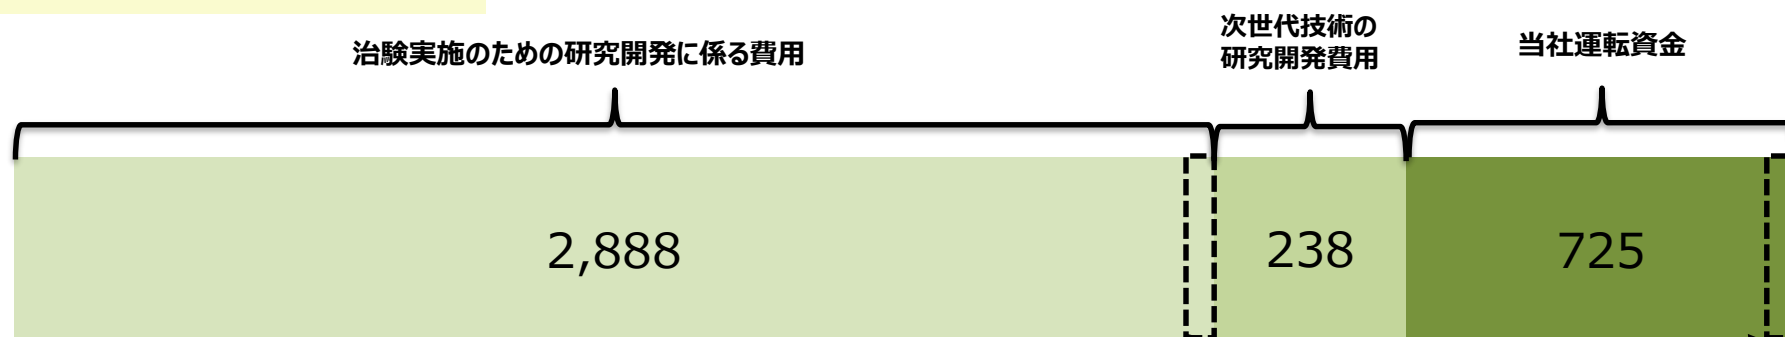 治験実施のための研究開発に係る費用
次世代技術の
研究開発費用
当社運転資金
2,888
238
725